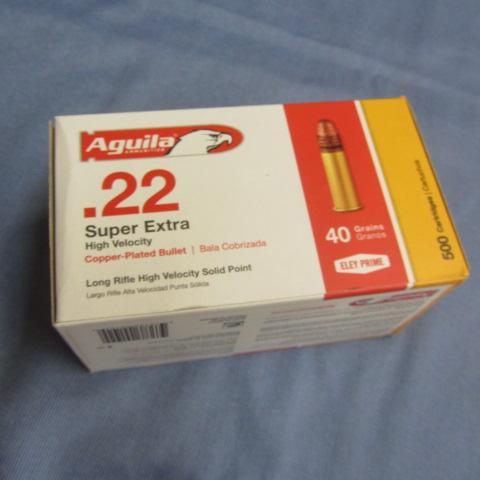 Aguila
AMMUNITION
.22
Super Extra
High Velocity
Copper-Plated Bullet | Bala Cobrizada
Long Rifle High Velocity Solid Point
Largo Rifle Alta Velocidad Punta Sólida
40 Grains
Granos
ELEY PRIME
500 Cartridges | Cartuchos